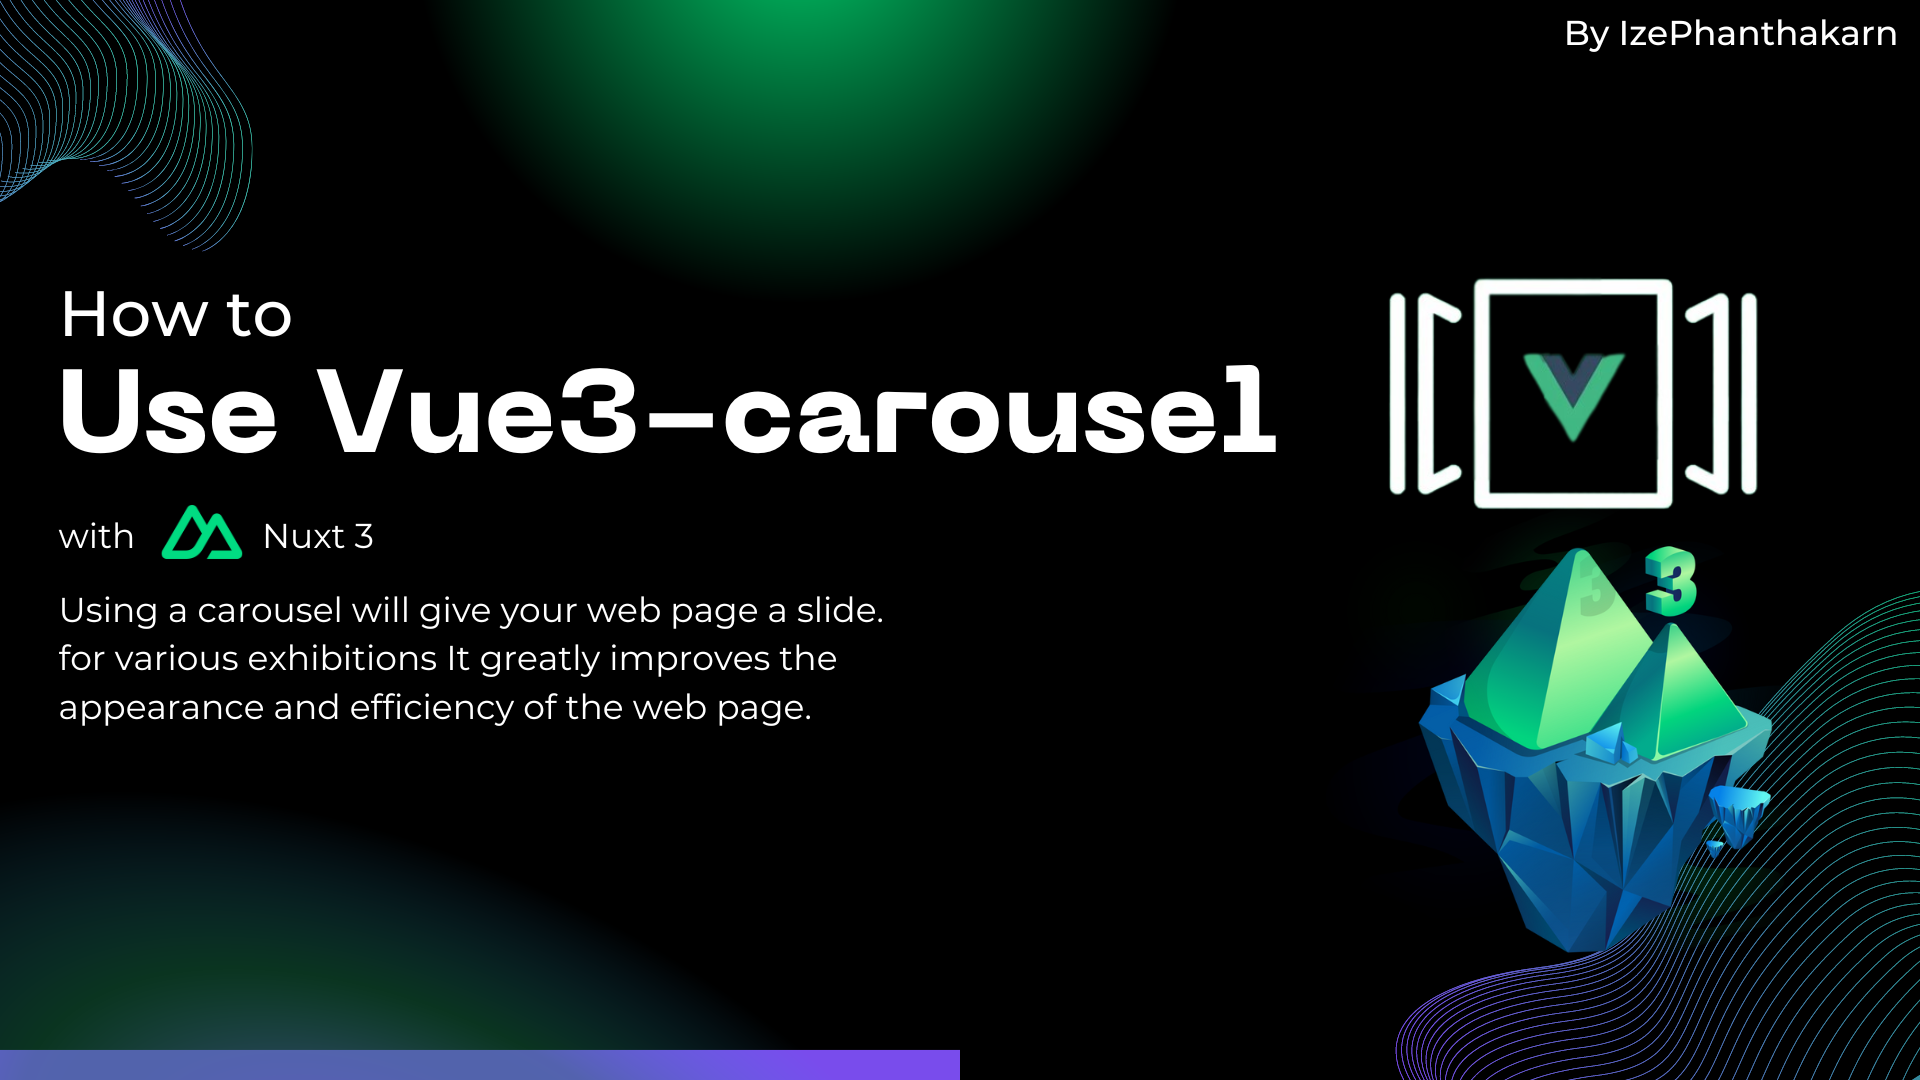 By IzePhanthakarn
How to
Use Vue3-carousel
with Nuxt 3
Using a carousel will give your web page a slide.
for various exhibitions It greatly improves the
appearance and efficiency of the web page.
3
3